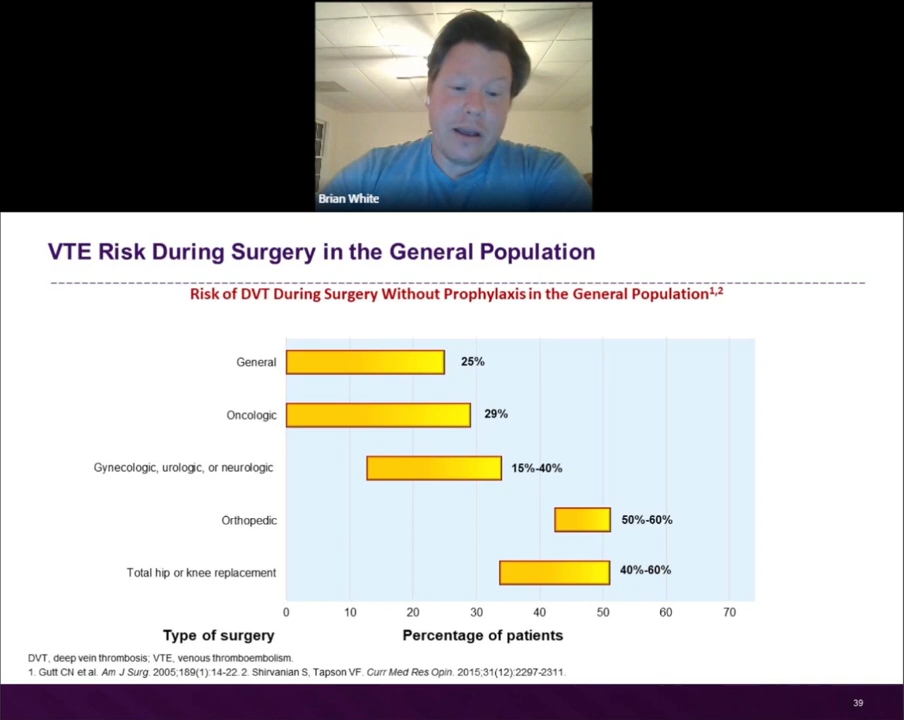 Brian White
VTE Risk During Surgery in the General Population
Risk of DVT During Surgery Without Prophylaxis in the General Population1,2
General 25%
Oncologic 29%
Gynecologic, urologic, or neurologic 15%-40%
Orthopedic 50%-60%
Total hip or knee replacement 40%-60%
0 10 20 30 40 50 60 70
Type of surgery Percentage of patients
DVT, deep vein thrombosis; VTE, venous thromboembolism.
1. Gutt CN et al. Am J Surg. 2005;189(1):14-22. 2. Shirvanian S, Tapson VF. Curr Med Res Opin. 2015;31(12):2297-2311.
39